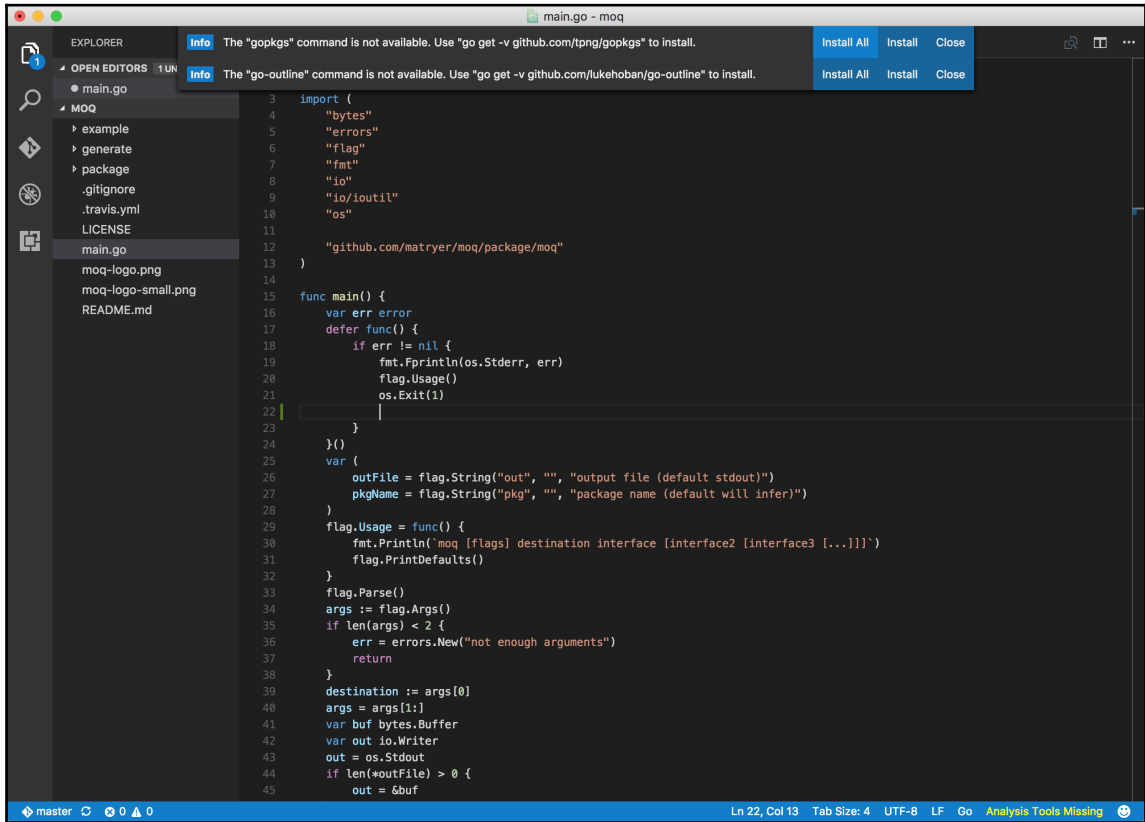 main.go - moq
EXPLORER
Info The "gopkgs" command is not available. Use "go get -v github.com/tpng/gopkgs" to install. Install All Install Close
OPEN EDITORS 1 UN
Info The "go-outline" command is not available. Use "go get -v github.com/lukehoban/go-outline" to install. Install All Install Close
1
main.go
MOQ
example
generate
package
.gitignore
.travis.yml
LICENSE
main.go
moq-logo.png
moq-logo-small.png
README.md
3 import (
4 "bytes"
5 "errors"
6 "flag"
7 "fmt"
8 "io"
9 "io/ioutil"
10 "os"
11
12 "github.com/matryer/moq/package/moq"
13 )
14
15 func main() {
16 var err error
17 defer func() {
18 if err != nil {
19 fmt.Fprintln(os.Stderr, err)
20 flag.Usage()
21 os.Exit(1)
22
23 }
24 }()
25 var (
26 outFile = flag.String("out", "", "output file (default stdout)")
27 pkgName = flag.String("pkg", "", "package name (default will infer)")
28 )
29 flag.Usage = func() {
30 fmt.Println(`moq [flags] destination interface [interface2 [interface3 [...]]]`)
31 flag.PrintDefaults()
32 }
33 flag.Parse()
34 args := flag.Args()
35 if len(args) < 2 {
36 err = errors.New("not enough arguments")
37 return
38 }
39 destination := args[0]
40 args = args[1:]
41 var buf bytes.Buffer
42 var out io.Writer
43 out = os.Stdout
44 if len(*outFile) > 0 {
45 out = &buf
master 0 0 Ln 22, Col 13 Tab Size: 4 UTF-8 LF Go Analysis Tools Missing